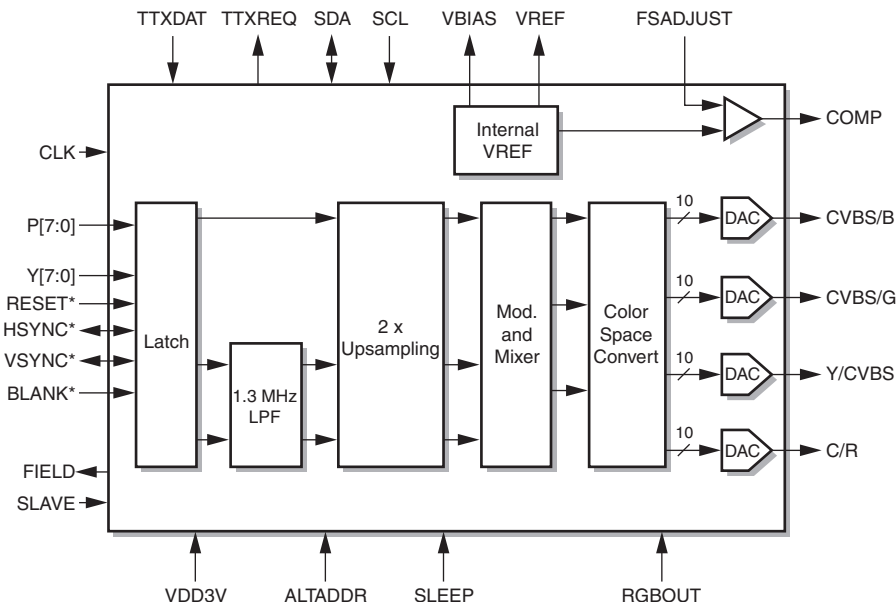 TTXDAT TTXREQ SDA SCL VBIAS VREF FSADJUST
Internal
VREF
COMP
CLK
P[7:0]
Y[7:0]
RESET*
HSYNC*
VSYNC*
BLANK*
FIELD
SLAVE
Latch
1.3 MHz
LPF
2 x
Upsampling
Mod.
and
Mixer
Color
Space
Convert
10
DAC
CVBS/B
10
DAC
CVBS/G
10
DAC
Y/CVBS
10
DAC
C/R
VDD3V ALTADDR SLEEP RGBOUT